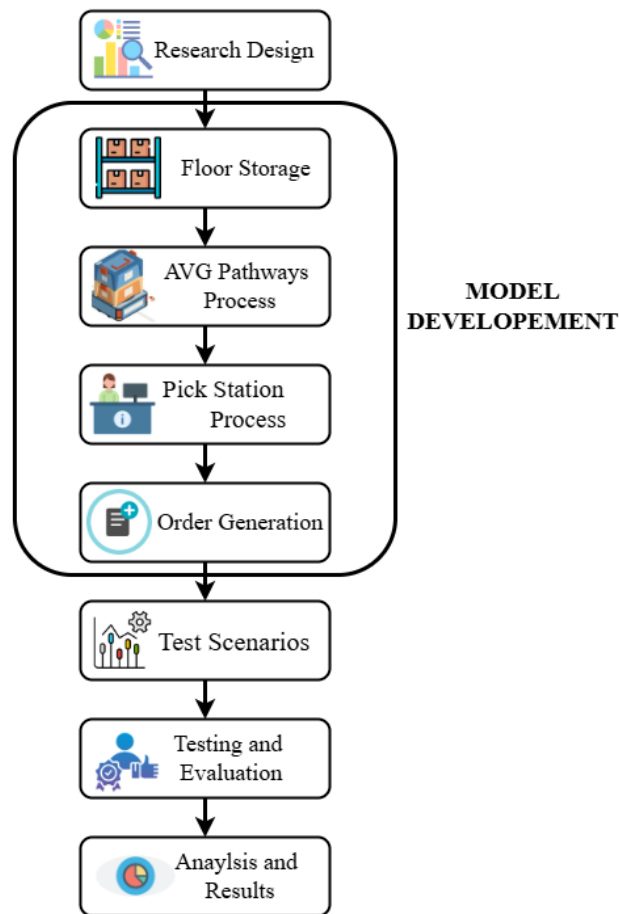 Research Design
Floor Storage
AVG Pathways
Process
MODEL
DEVELOPEMENT
Pick Station
Process
Order Generation
Test Scenarios
Testing and
Evaluation
Anaylsis and
Results